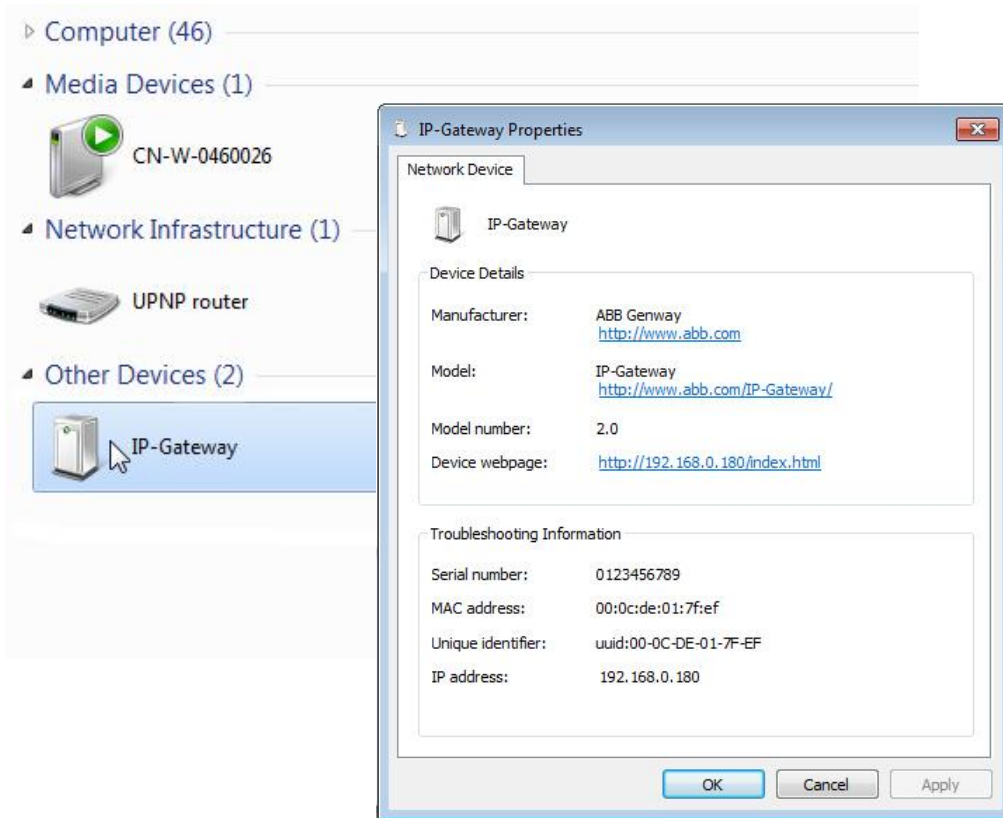 Computer (46)
Media Devices (1)
CN-W-0460026
Network Infrastructure (1)
UPNP router
Other Devices (2)
IP-Gateway
IP-Gateway Properties
Network Device
IP-Gateway
Device Details
Manufacturer: ABB Genway
http://www.abb.com
Model: IP-Gateway
http://www.abb.com/IP-Gateway/
Model number: 2.0
Device webpage: http://192.168.0.180/index.html
Troubleshooting Information
Serial number: 0123456789
MAC address: 00:0c:de:01:7f:ef
Unique identifier: uuid:00-0C-DE-01-7F-EF
IP address: 192.168.0.180
OK Cancel Apply